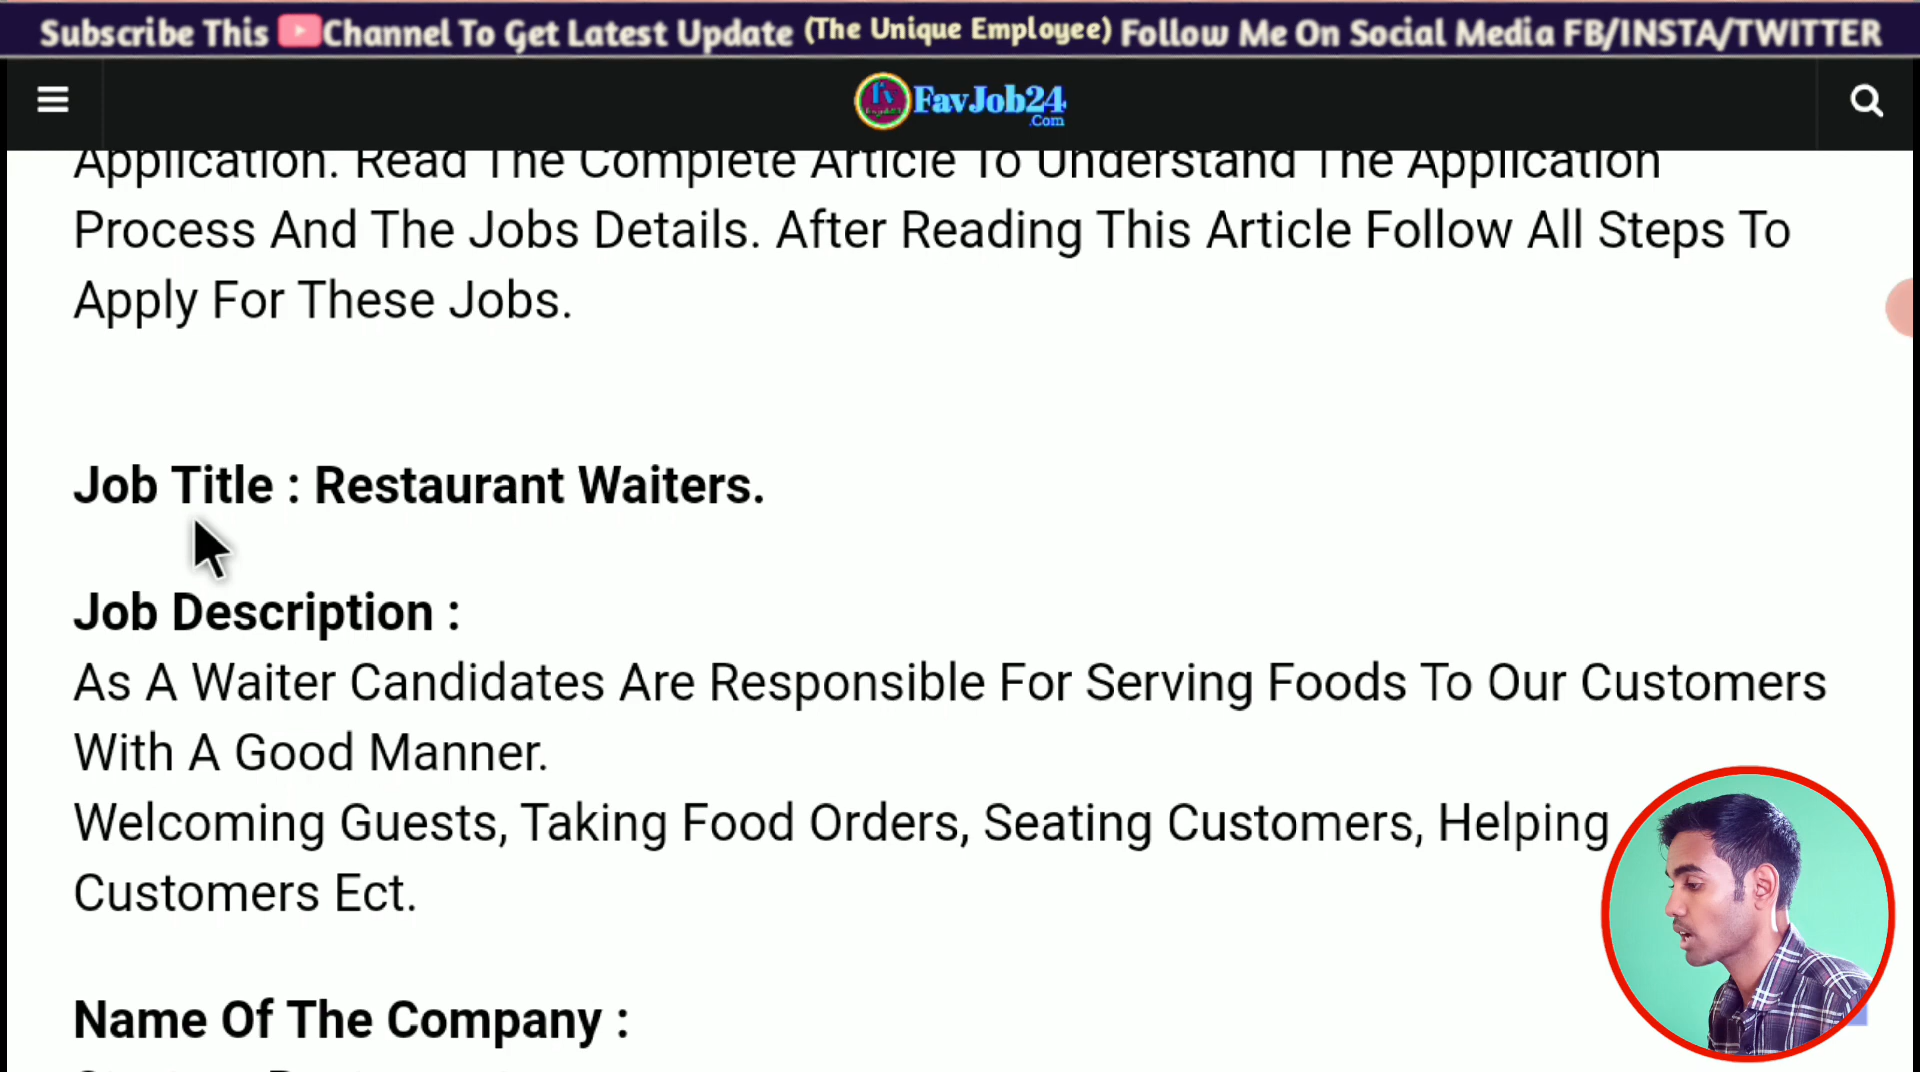 Subscribe This Channel To Get Latest Update (The Unique Employee) Follow Me On Social Media FB/INSTA/TWITTER
FavJob24
.Com
Application. Read The Complete Article To Understand The Application
Process And The Jobs Details. After Reading This Article Follow All Steps To
Apply For These Jobs.
Job Title : Restaurant Waiters.
Job Description :
As A Waiter Candidates Are Responsible For Serving Foods To Our Customers
With A Good Manner.
Welcoming Guests, Taking Food Orders, Seating Customers, Helping
Customers Ect.
Name Of The Company :